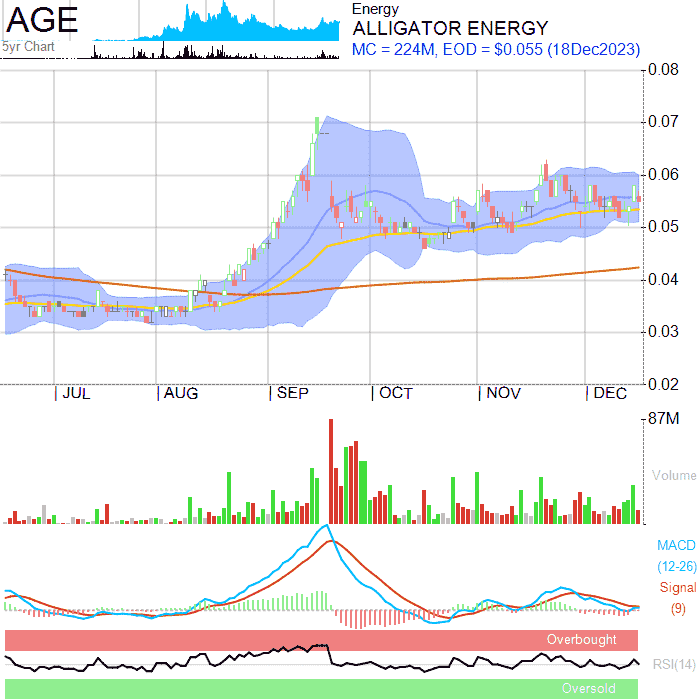 AGE
5yr Chart
Energy
ALLIGATOR ENERGY
MC = 224M, EOD = $0.055 (18Dec2023)
0.08
0.07
0.06
0.05
0.04
0.03
0.02
JUL AUG SEP OCT NOV DEC
87M
Volume
MACD
(12-26)
Signal
(9)
Overbought
RSI(14)
Oversold